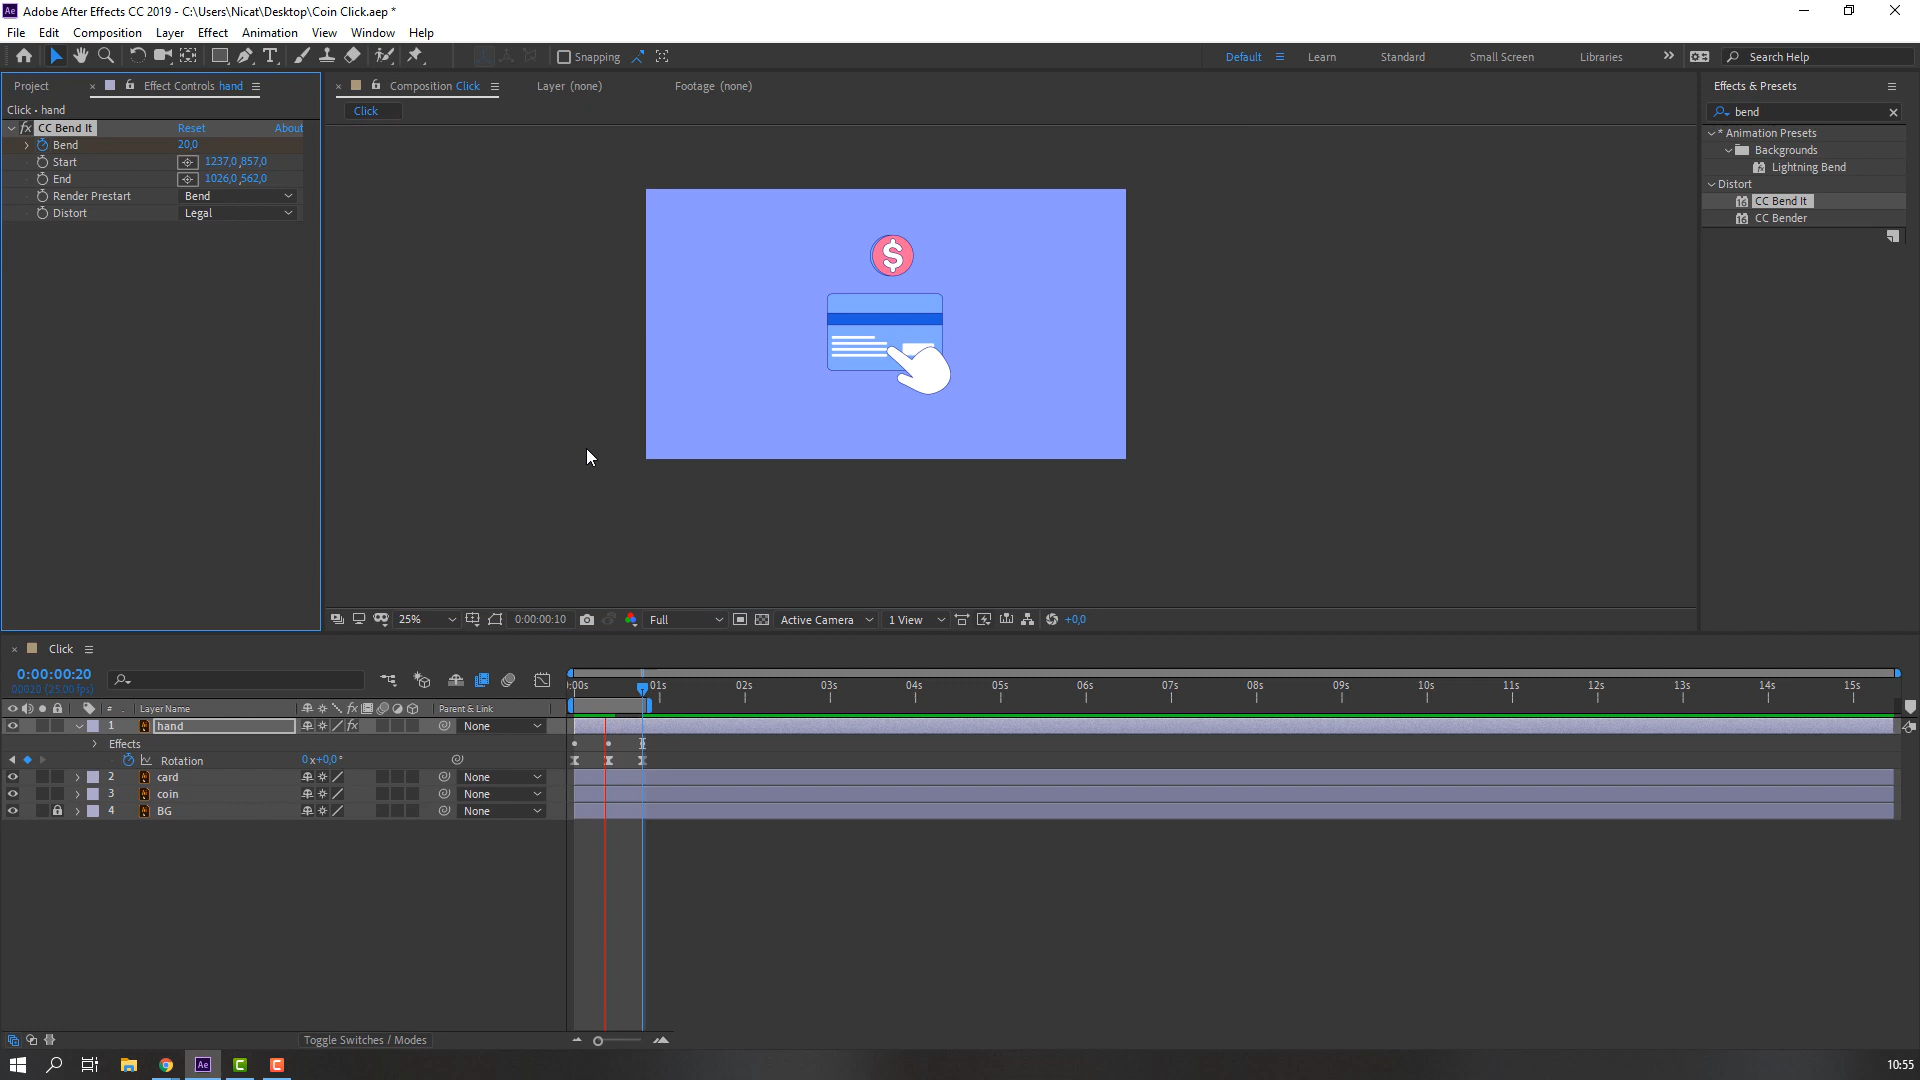 Adobe After Effects CC 2019 - C:\Users\Nicat\Desktop\Coin Click.aep *
File Edit Composition Layer Effect Animation View Window Help
Snapping
Default Learn Standard Small Screen Libraries Search Help
Project Effect Controls hand
Composition Click Layer (none) Footage (none)
Effects & Presets
Click • hand
Click
bend
CC Bend It Reset About
Bend 20,0
Start 1237,0 ,857,0
End 1026,0 ,562,0
Render Prestart Bend
Distort Legal
* Animation Presets
Backgrounds
Lightning Bend
Distort
CC Bend It
CC Bender
$
25% 0:00:00:10 Full Active Camera 1 View +0,0
Click
0:00:00:20
00020 (25.00 fps)
:00s 01s 02s 03s 04s 05s 06s 07s 08s 09s 10s 11s 12s 13s 14s 15s
# . Layer Name Parent & Link
1 hand None
Effects
Rotation 0x+0,0°
2 card None
3 coin None
4 BG None
Toggle Switches / Modes
10:55